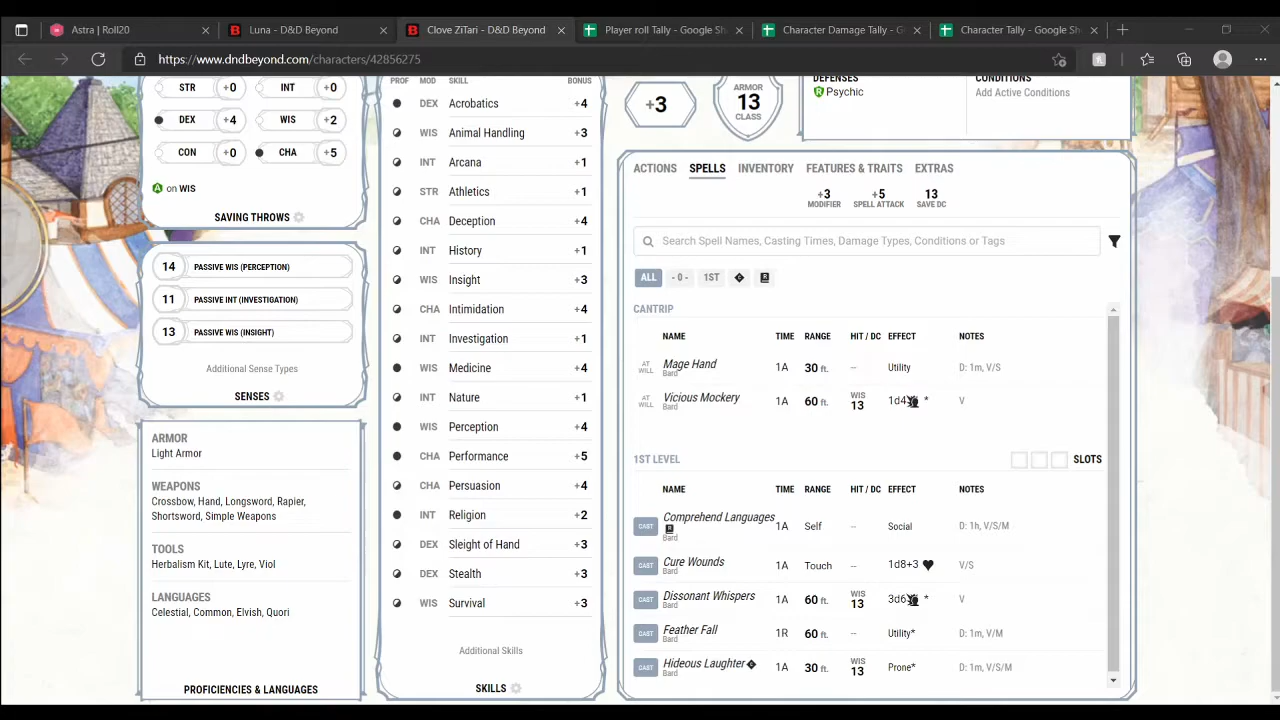 Astra | Roll20
Luna - D&D Beyond
Clove ZiTari - D&D Beyond
Player roll Tally - Google Sh
Character Damage Tally - G
Character Tally - Google Sh
https://www.dndbeyond.com/characters/42856275
STR +0 INT +0
DEX +4 WIS +2
CON +0 CHA +5
A on WIS
SAVING THROWS
14 PASSIVE WIS (PERCEPTION)
11 PASSIVE INT (INVESTIGATION)
13 PASSIVE WIS (INSIGHT)
Additional Sense Types
SENSES
ARMOR
Light Armor
WEAPONS
Crossbow, Hand, Longsword, Rapier,
Shortsword, Simple Weapons
TOOLS
Herbalism Kit, Lute, Lyre, Viol
LANGUAGES
Celestial, Common, Elvish, Quori
PROFICIENCIES & LANGUAGES
PROF MOD SKILL BONUS
DEX Acrobatics +4
WIS Animal Handling +3
INT Arcana +1
STR Athletics +1
CHA Deception +4
INT History +1
WIS Insight +3
CHA Intimidation +4
INT Investigation +1
WIS Medicine +4
INT Nature +1
WIS Perception +4
CHA Performance +5
CHA Persuasion +4
INT Religion +2
DEX Sleight of Hand +3
DEX Stealth +3
WIS Survival +3
Additional Skills
SKILLS
+3
ARMOR
13
CLASS
DEFENSES
R Psychic
CONDITIONS
Add Active Conditions
ACTIONS SPELLS INVENTORY FEATURES & TRAITS EXTRAS
+3 +5 13
MODIFIER SPELL ATTACK SAVE DC
Search Spell Names, Casting Times, Damage Types, Conditions or Tags
ALL - 0 - 1ST C R
CANTRIP
NAME TIME RANGE HIT / DC EFFECT NOTES
AT WILL Mage Hand 1A 30 ft. -- Utility D: 1m, V/S
Bard
AT WILL Vicious Mockery 1A 60 ft. WIS 13 1d4 * V
Bard
1ST LEVEL SLOTS
NAME TIME RANGE HIT / DC EFFECT NOTES
CAST Comprehend Languages 1A Self -- Social D: 1h, V/S/M
Bard
CAST Cure Wounds 1A Touch -- 1d8+3 V/S
Bard
CAST Dissonant Whispers 1A 60 ft. WIS 13 3d6 * V
Bard
CAST Feather Fall 1R 60 ft. -- Utility* D: 1m, V/M
Bard
CAST Hideous Laughter C 1A 30 ft. WIS 13 Prone* D: 1m, V/S/M
Bard